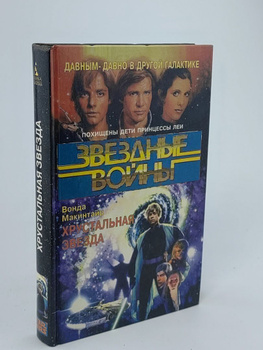 ДАВНЫМ-ДАВНО В ДРУГОЙ ГАЛАКТИКЕ
ПОХИЩЕНЫ ДЕТИ ПРИНЦЕССЫ ЛЕИ
ЗВЕЗДНЫЕ
ВОЙНЫ
Вонда
Макинтайр
ХРУСТАЛЬНАЯ
ЗВЕЗДА
ХРУСТАЛЬНАЯ ЗВЕЗДА